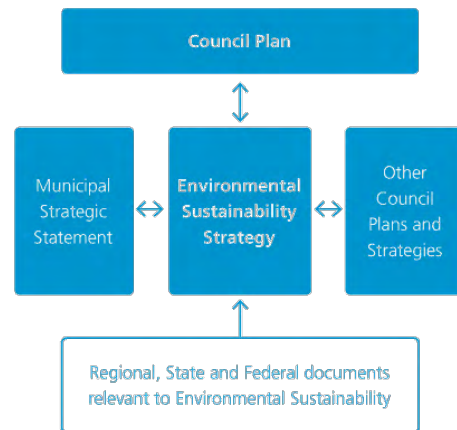 Council Plan
Municipal
Strategic
Statement
Environmental
Sustainability
Strategy
Other
Council
Plans and
Strategies
Regional, State and Federal documents
relevant to Environmental Sustainability